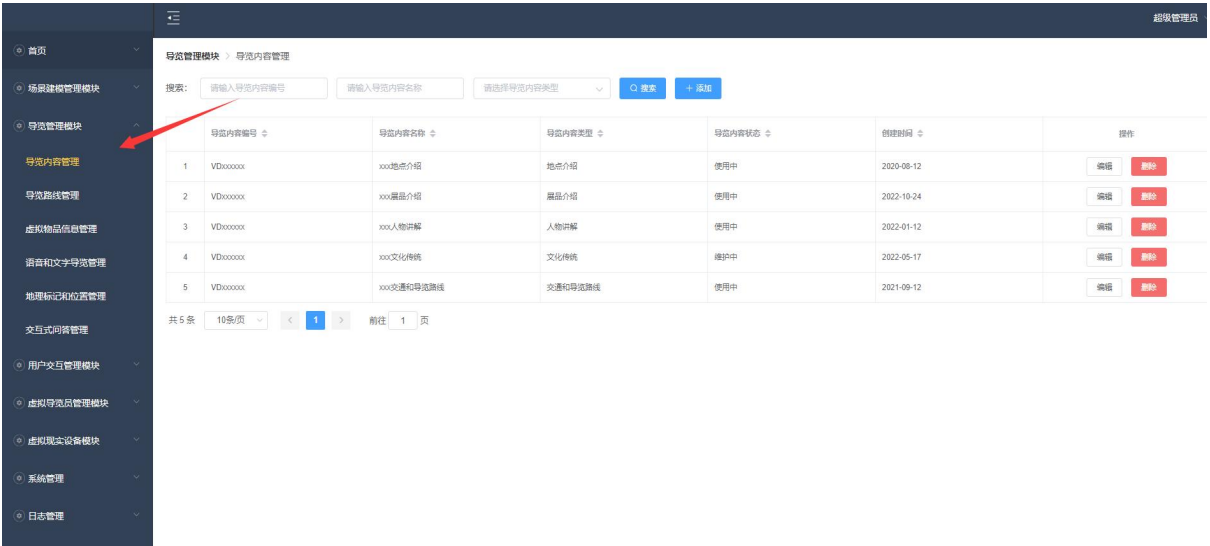 超级管理员
首页
场景建模管理模块
导览管理模块
导览内容管理
导览路线管理
虚拟物品信息管理
语音和文字导览管理
地理标记和位置管理
交互式问答管理
用户交互管理模块
虚拟导览员管理模块
虚拟现实设备模块
系统管理
日志管理
导览管理模块 > 导览内容管理
搜索： 请输入导览内容编号 请输入导览内容名称 请选择导览内容类型 搜索 + 添加
导览内容编号 导览内容名称 导览内容类型 导览内容状态 创建时间 操作
1 VDxxxxxx xxx地点介绍 地点介绍 使用中 2020-08-12 编辑 删除
2 VDxxxxxx xxx展品介绍 展品介绍 使用中 2022-10-24 编辑 删除
3 VDxxxxxx xxx人物讲解 人物讲解 使用中 2022-01-12 编辑 删除
4 VDxxxxxx xxx文化传统 文化传统 维护中 2022-05-17 编辑 删除
5 VDxxxxxx xxx交通和导览路线 交通和导览路线 使用中 2021-09-12 编辑 删除
共 5 条 10条/页 < 1 > 前往 1 页